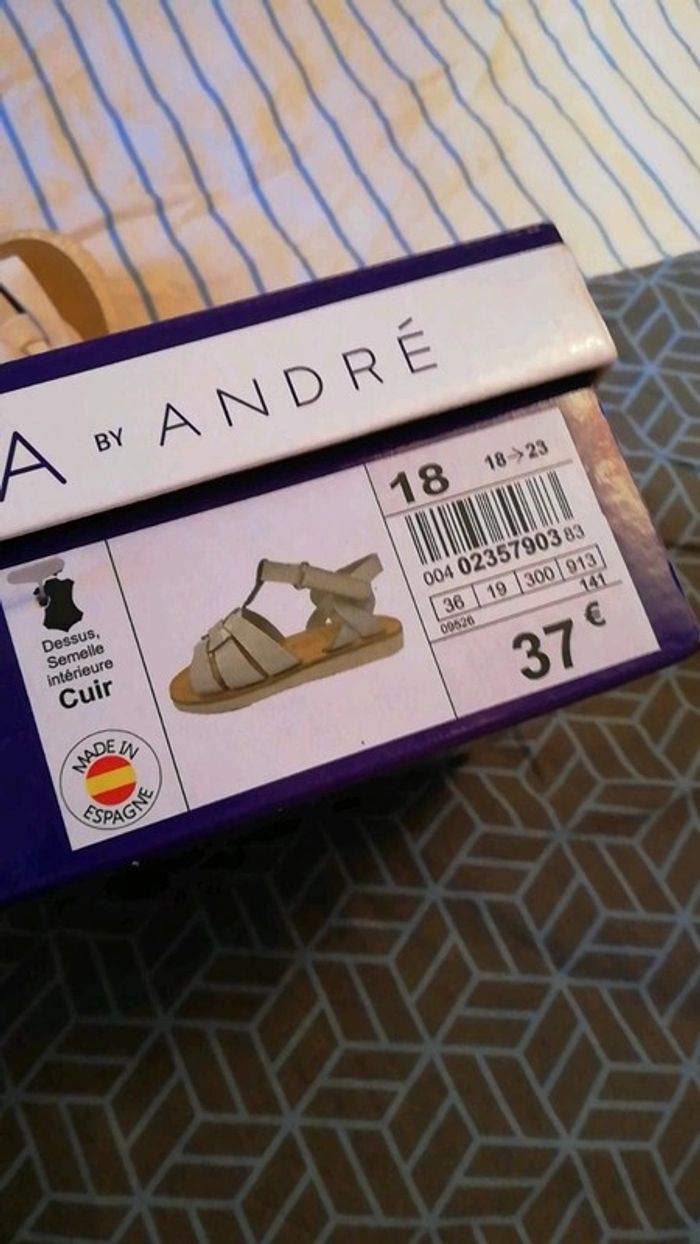 A BY ANDRÉ
18 18→23
004 02357903 83
36 19 300 913
09526 141
37€
Dessus,
Semelle
intérieure
Cuir
MADE IN
ESPAGNE